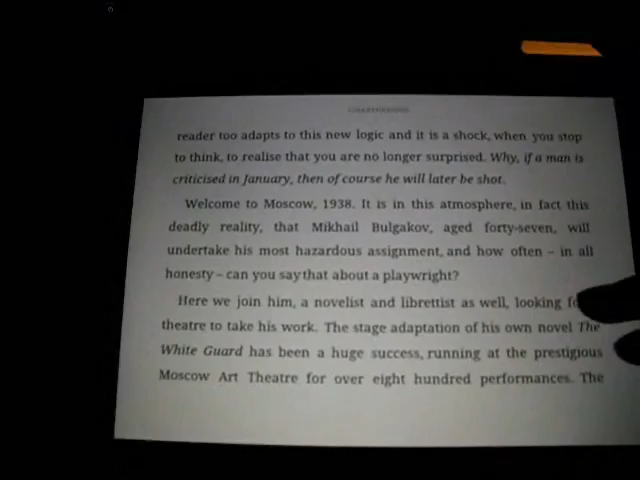 reader too adapts to this new logic and it is a shock, when you stop
to think, to realise that you are no longer surprised. Why, if a man is
criticised in January, then of course he will later be shot.
Welcome to Moscow, 1938. It is in this atmosphere, in fact this
deadly reality, that Mikhail Bulgakov, aged forty-seven, will
undertake his most hazardous assignment, and how often – in all
honesty – can you say that about a playwright?
Here we join him, a novelist and librettist as well, looking
theatre to take his work. The stage adaptation of his own novel The
White Guard has been a huge success, running at the prestigious
Moscow Art Theatre for over eight hundred performances. The